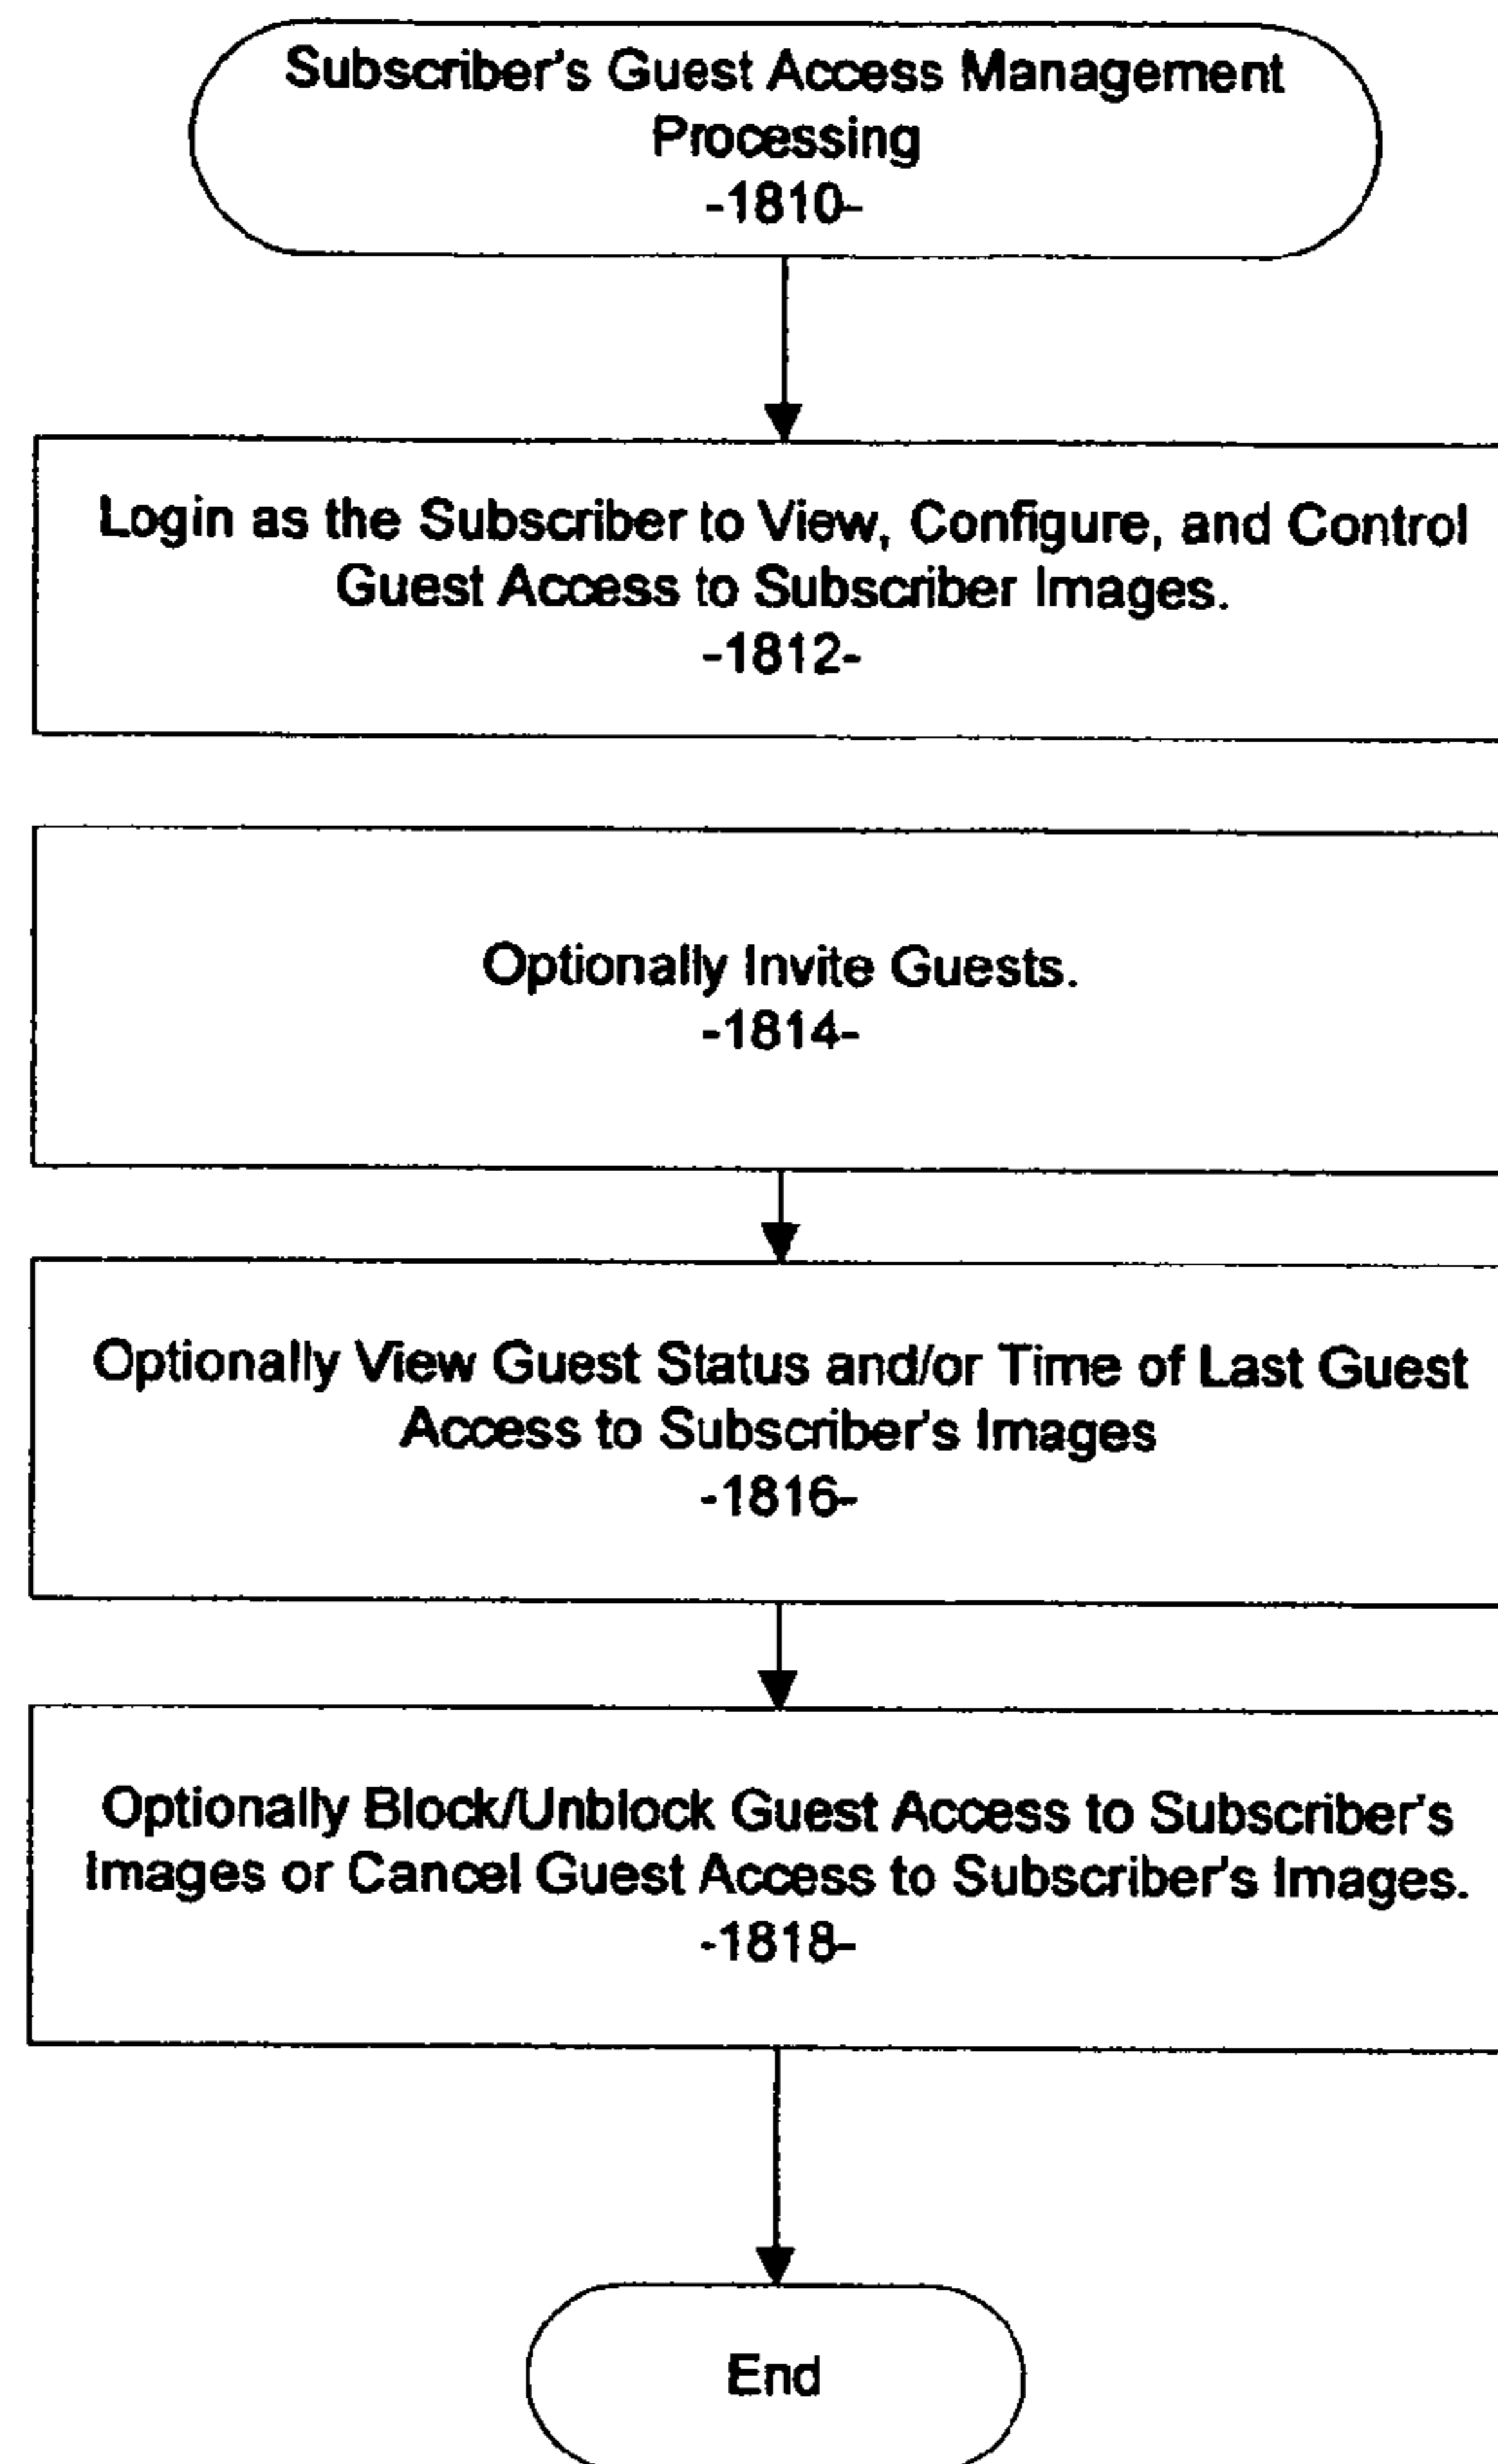 Subscriber's Guest Access Management
Processing
-1810-
Login as the Subscriber to View, Configure, and Control
Guest Access to Subscriber Images.
-1812-
Optionally Invite Guests.
-1814-
Optionally View Guest Status and/or Time of Last Guest
Access to Subscriber's Images
-1816-
Optionally Block/Unblock Guest Access to Subscriber's
Images or Cancel Guest Access to Subscriber's Images.
-1818-
End